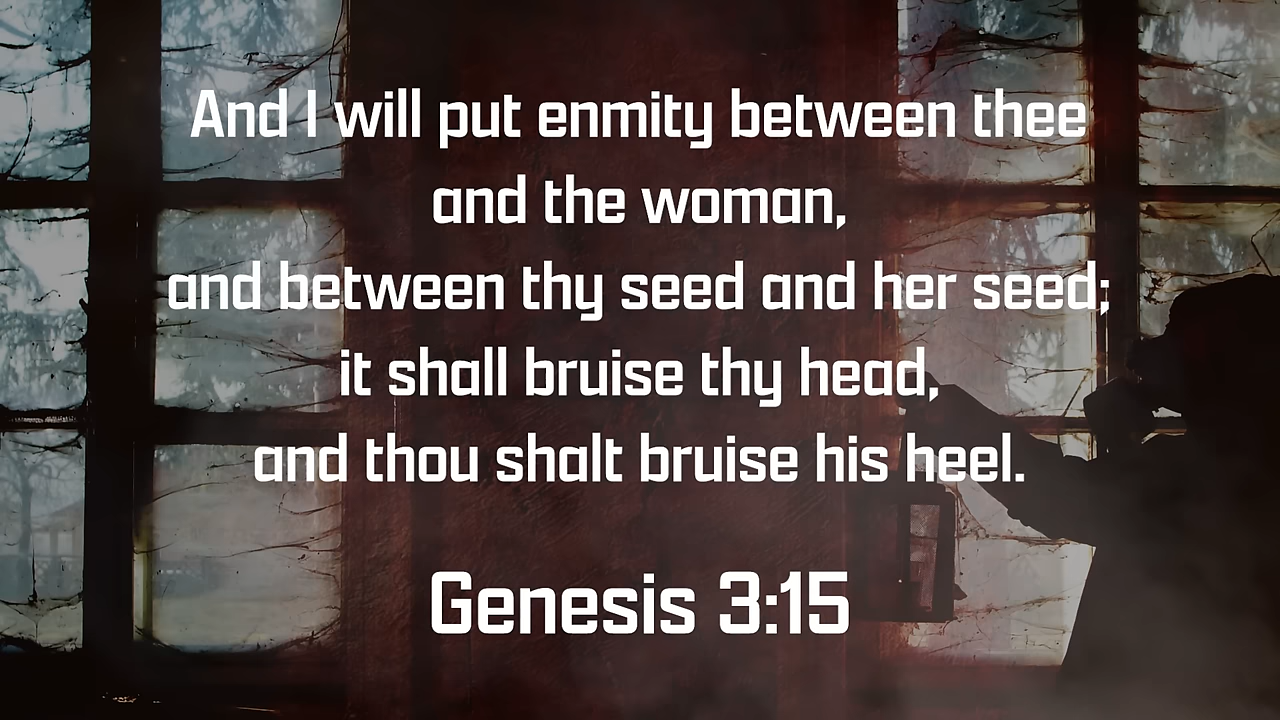 And I will put enmity between thee
and the woman,
and between thy seed and her seed;
it shall bruise thy head,
and thou shalt bruise his heel.
Genesis 3:15